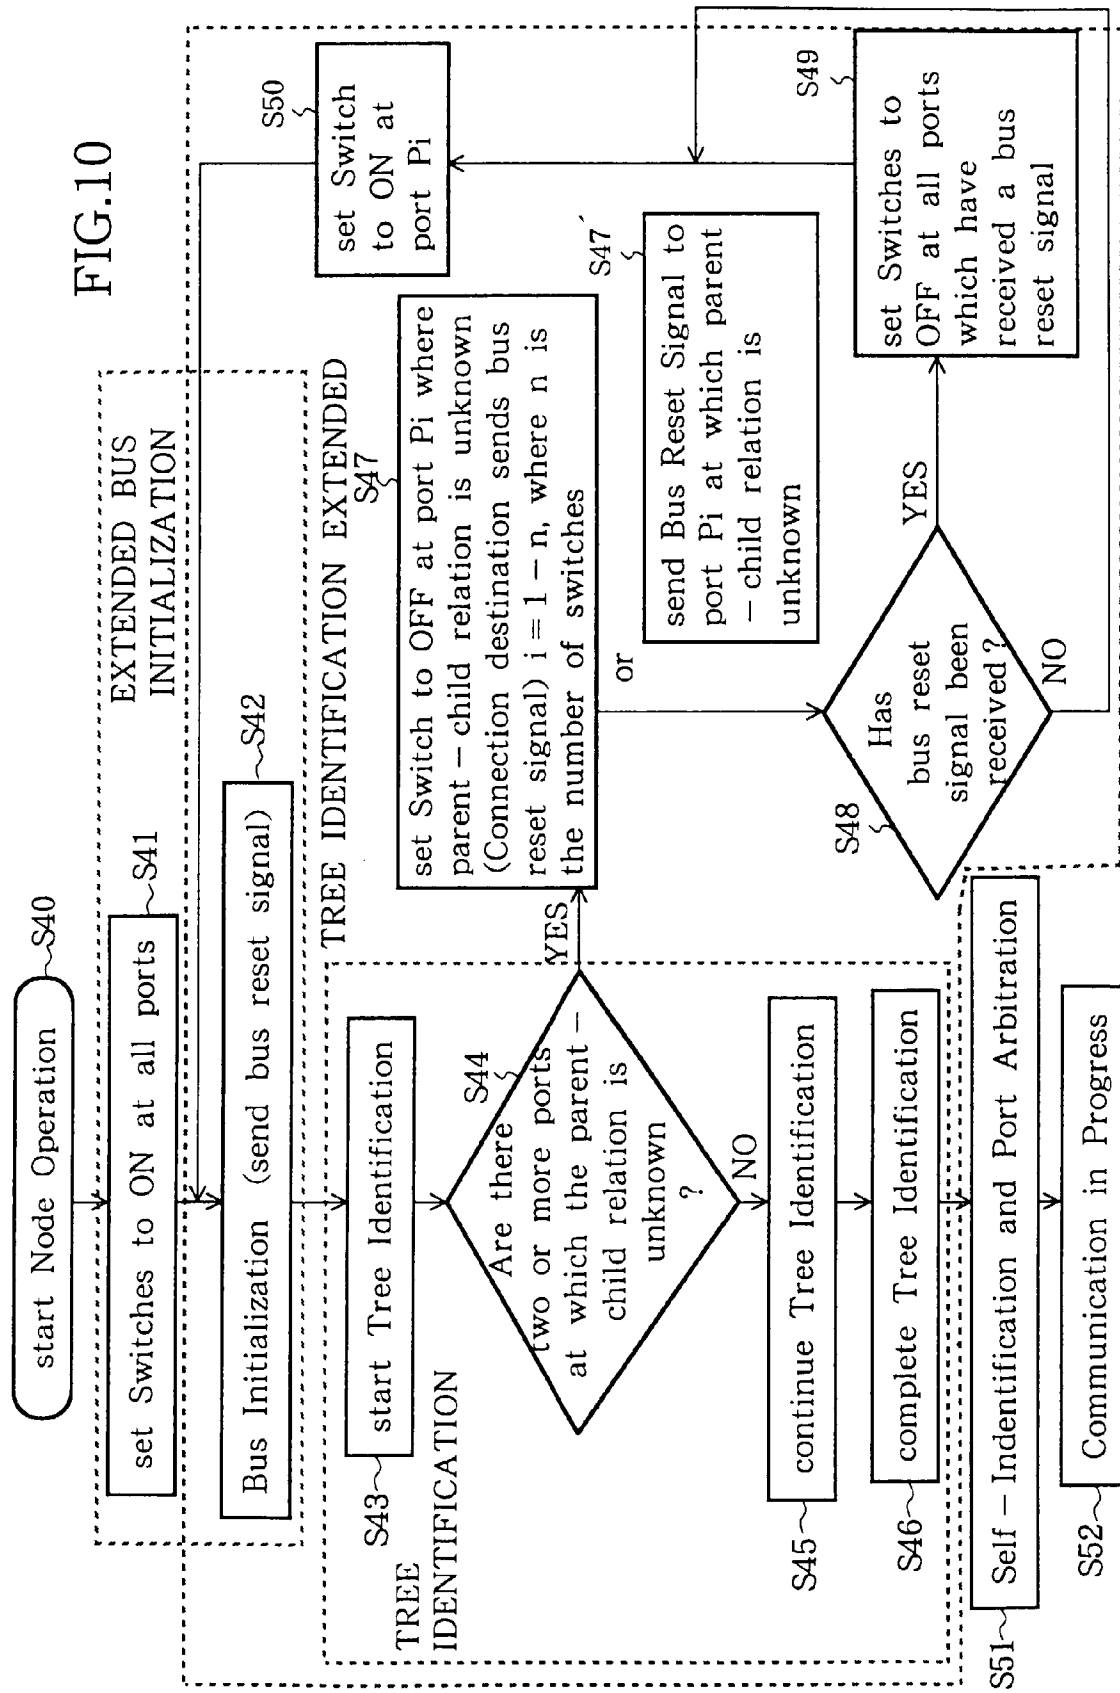 FIG.10
start Node Operation
S40
EXTENDED BUS
INITIALIZATION
set Switches to ON at all ports
S41
Bus Initialization (send bus reset signal)
S42
TREE IDENTIFICATION EXTENDED
TREE
IDENTIFICATION
S43
start Tree Identification
S44
Are there
two or more ports
at which the parent —
child relation is
unknown
?
YES
NO
S45
continue Tree Identification
S46
complete Tree Identification
S47
set Switch to OFF at port Pi where
parent — child relation is unknown
(Connection destination sends bus
reset signal) i = 1 — n, where n is
the number of switches
or
S47'
send Bus Reset Signal to
port Pi at which parent
— child relation is
unknown
S48
Has
bus reset
signal been
received ?
YES
NO
S49
set Switches to
OFF at all ports
which have
received a bus
reset signal
S50
set Switch
to ON at
port Pi
S51
Self — Indentification and Port Arbitration
S52
Communication in Progress